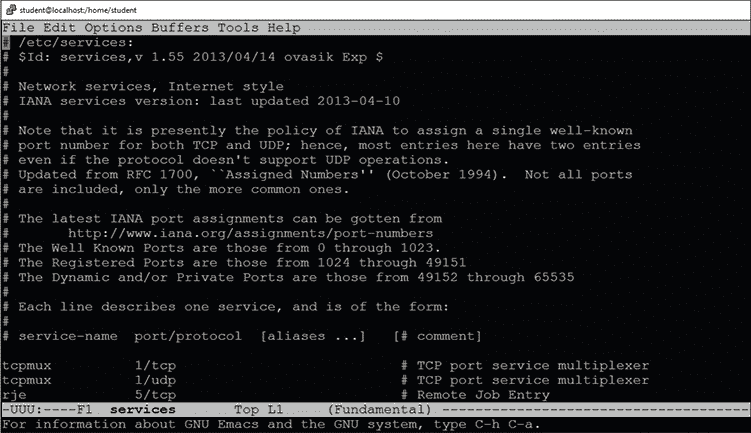 student@localhost:/home/student
File Edit Options Buffers Tools Help
# /etc/services:
# $Id: services,v 1.55 2013/04/14 ovasik Exp $
#
# Network services, Internet style
# IANA services version: last updated 2013-04-10
#
# Note that it is presently the policy of IANA to assign a single well-known
# port number for both TCP and UDP; hence, most entries here have two entries
# even if the protocol doesn't support UDP operations.
# Updated from RFC 1700, ``Assigned Numbers'' (October 1994).  Not all ports
# are included, only the more common ones.
#
# The latest IANA port assignments can be gotten from
#       http://www.iana.org/assignments/port-numbers
# The Well Known Ports are those from 0 through 1023.
# The Registered Ports are those from 1024 through 49151
# The Dynamic and/or Private Ports are those from 49152 through 65535
#
# Each line describes one service, and is of the form:
#
# service-name  port/protocol  [aliases ...]   [# comment]
tcpmux          1/tcp                           # TCP port service multiplexer
tcpmux          1/udp                           # TCP port service multiplexer
rje             5/tcp                           # Remote Job Entry
-UUU:----F1  services       Top L1     (Fundamental) ----------------------------------------
For information about GNU Emacs and the GNU system, type C-h C-a.